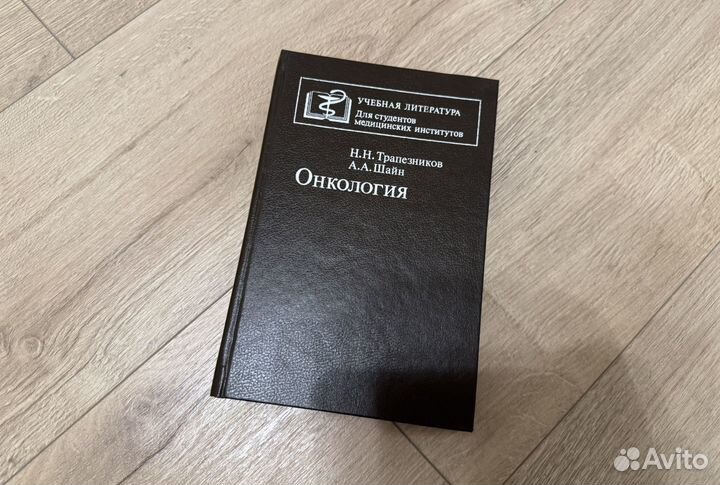 УЧЕБНАЯ ЛИТЕРАТУРА
Для студентов
медицинских институтов
Н.Н. Трапезников
А.А. Шайн
Онкология
Avito